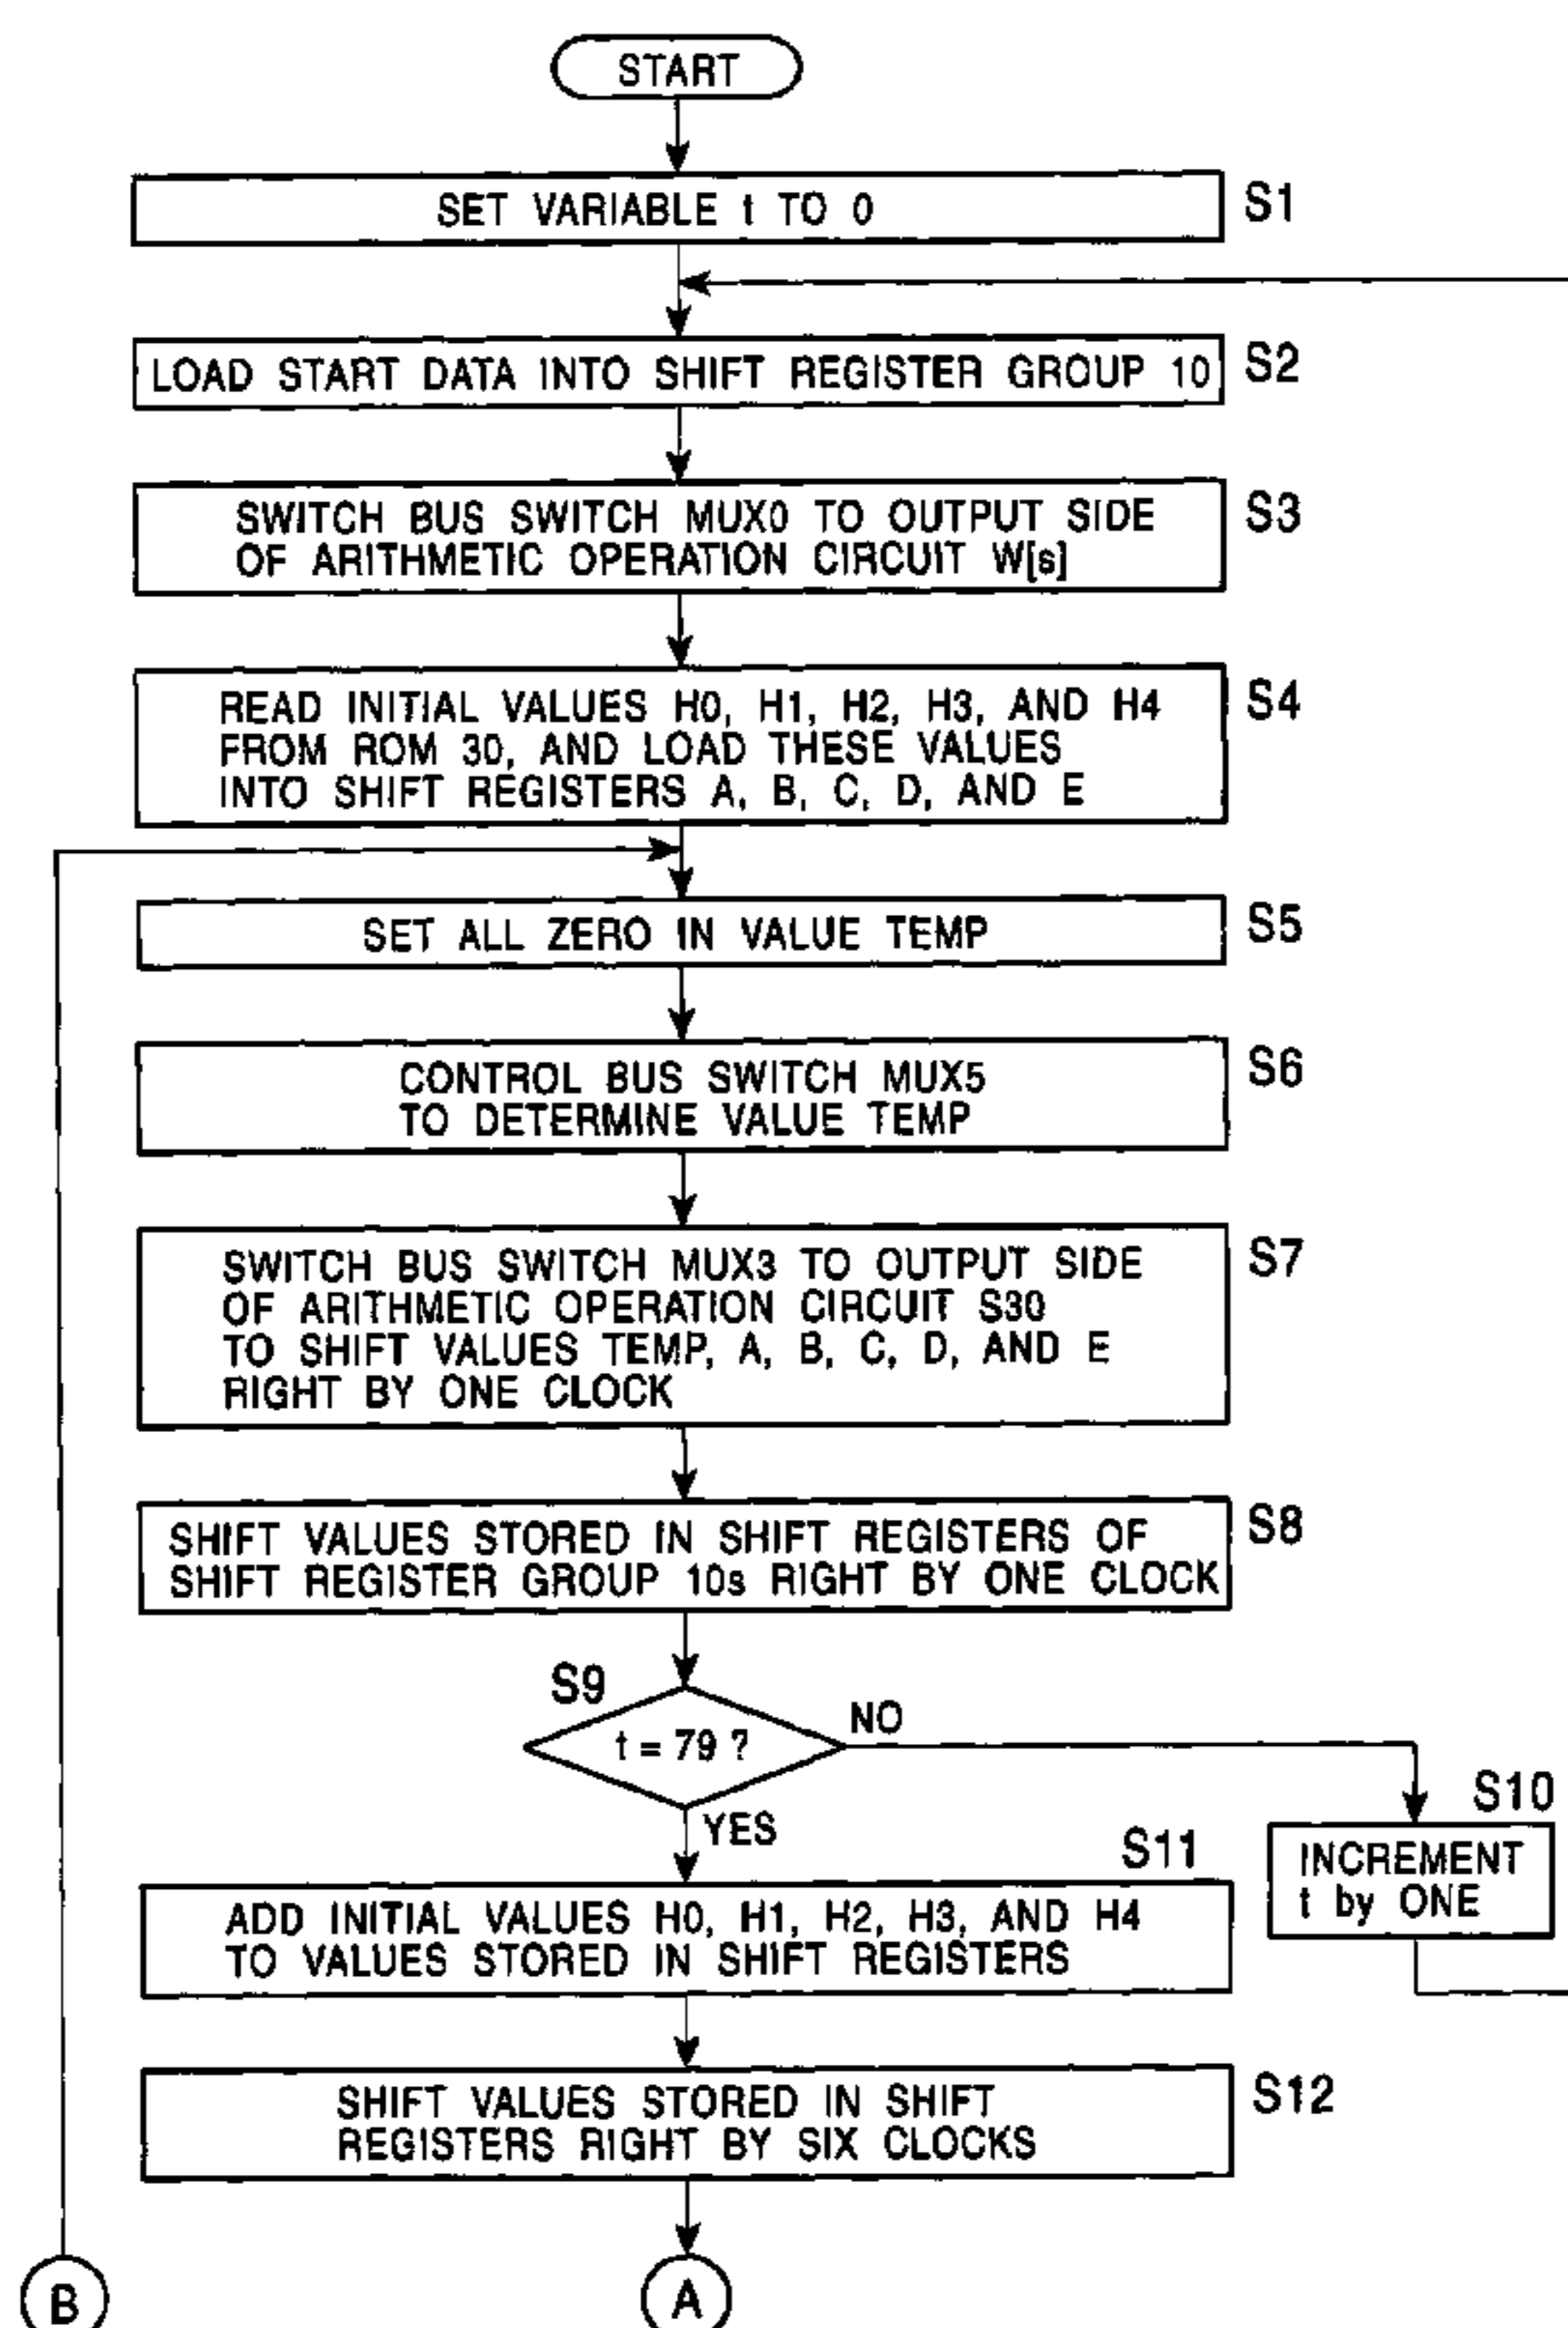 START
SET VARIABLE t TO 0
S1
LOAD START DATA INTO SHIFT REGISTER GROUP 10
S2
SWITCH BUS SWITCH MUX0 TO OUTPUT SIDE
OF ARITHMETIC OPERATION CIRCUIT W[s]
S3
READ INITIAL VALUES H0, H1, H2, H3, AND H4
FROM ROM 30, AND LOAD THESE VALUES
INTO SHIFT REGISTERS A, B, C, D, AND E
S4
SET ALL ZERO IN VALUE TEMP
S5
CONTROL BUS SWITCH MUX5
TO DETERMINE VALUE TEMP
S6
SWITCH BUS SWITCH MUX3 TO OUTPUT SIDE
OF ARITHMETIC OPERATION CIRCUIT S30
TO SHIFT VALUES TEMP, A, B, C, D, AND E
RIGHT BY ONE CLOCK
S7
SHIFT VALUES STORED IN SHIFT REGISTERS OF
SHIFT REGISTER GROUP 10s RIGHT BY ONE CLOCK
S8
S9
t = 79 ?
NO
YES
S10
INCREMENT
t by ONE
S11
ADD INITIAL VALUES H0, H1, H2, H3, AND H4
TO VALUES STORED IN SHIFT REGISTERS
SHIFT VALUES STORED IN SHIFT
REGISTERS RIGHT BY SIX CLOCKS
S12
B
A